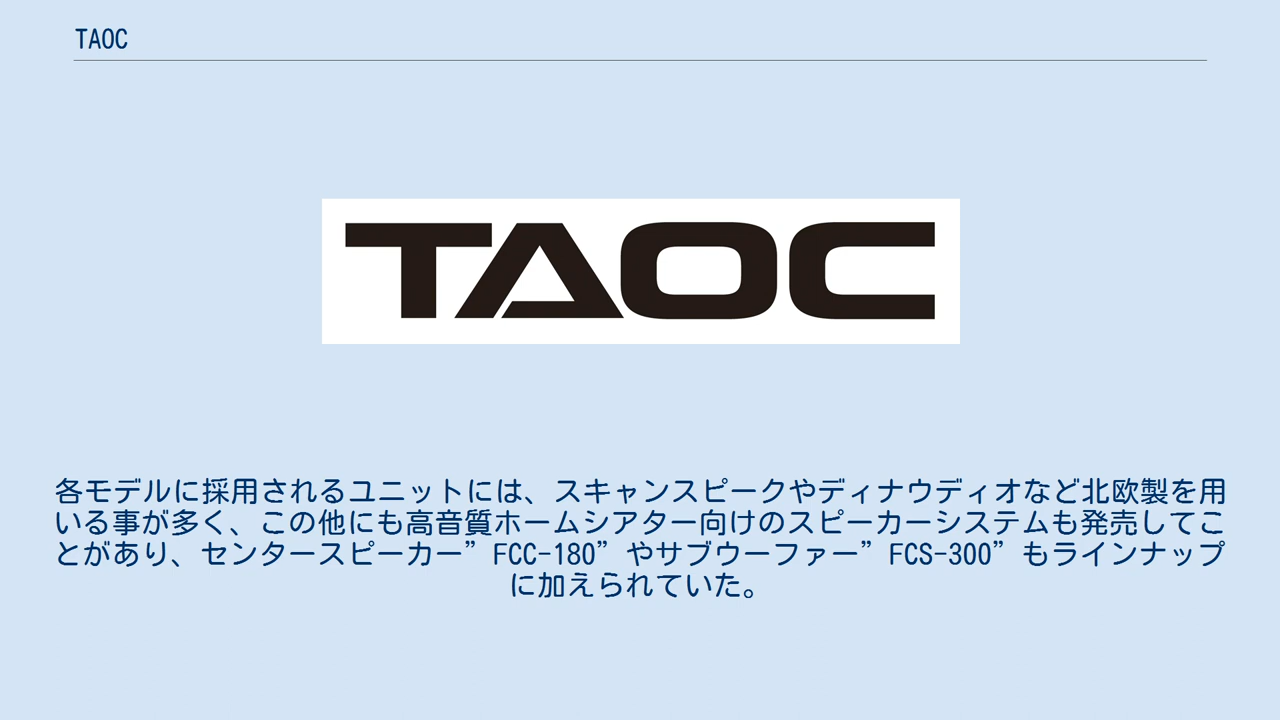 TAOC
TAOC
各モデルに採用されるユニットには、スキャンスピークやディナウディオなど北欧製を用
いる事が多く、この他にも高音質ホームシアター向けのスピーカーシステムも発売してこ
とがあり、センタースピーカー”FCC-180”やサブウーファー”FCS-300”もラインナップ
に加えられていた。